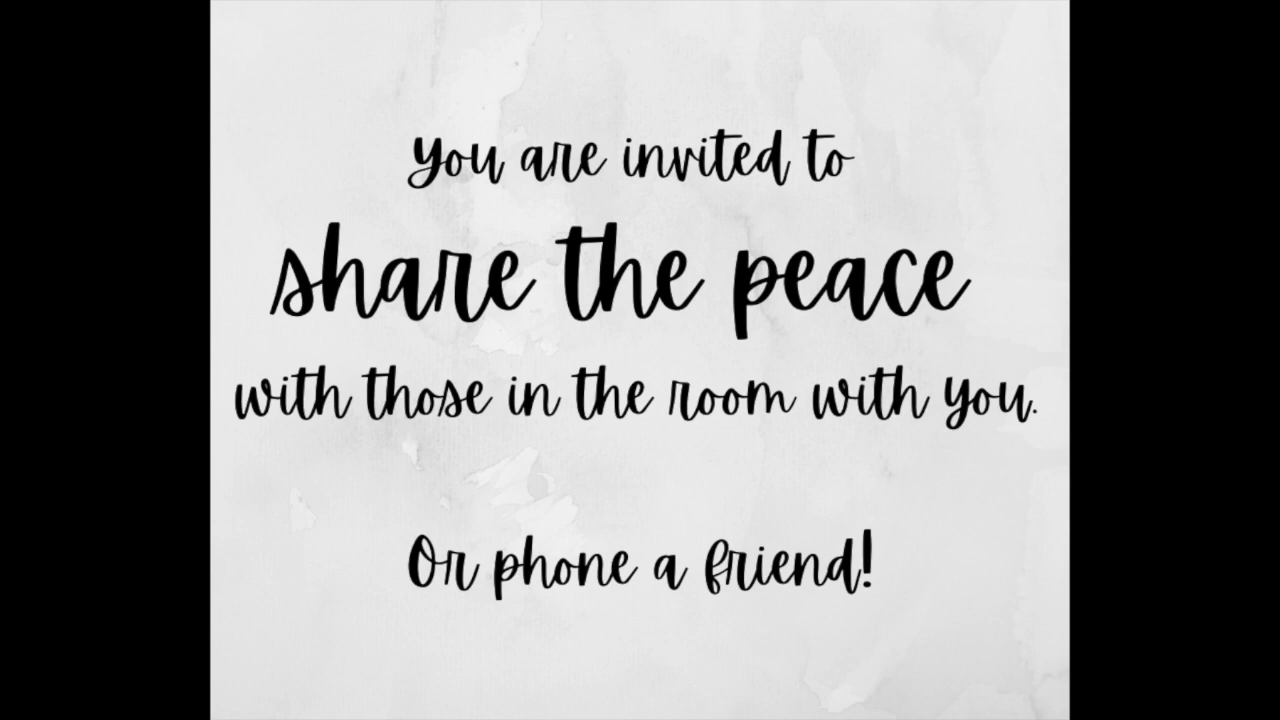 You are invited to
share the peace
with those in the room with you.
Or phone a friend!